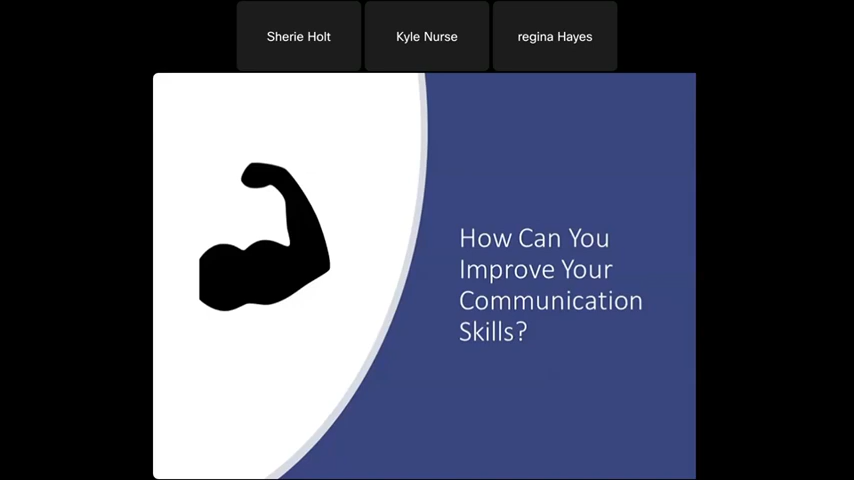 Sherie Holt
Kyle Nurse
regina Hayes
How Can You
Improve Your
Communication
Skills?